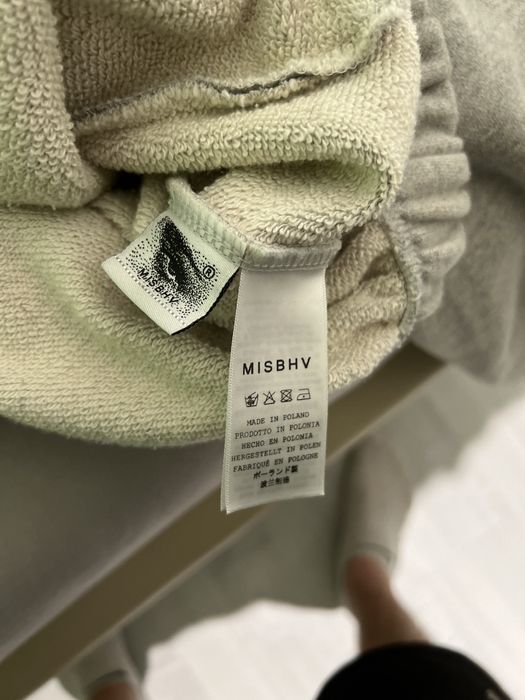 MISBHV ®
MISBHV
MADE IN POLAND
PRODOTTO IN POLONIA
HECHO EN POLONIA
HERGESTELLT IN POLEN
FABRIQUÉ EN POLOGNE
ポーランド製
波兰制造